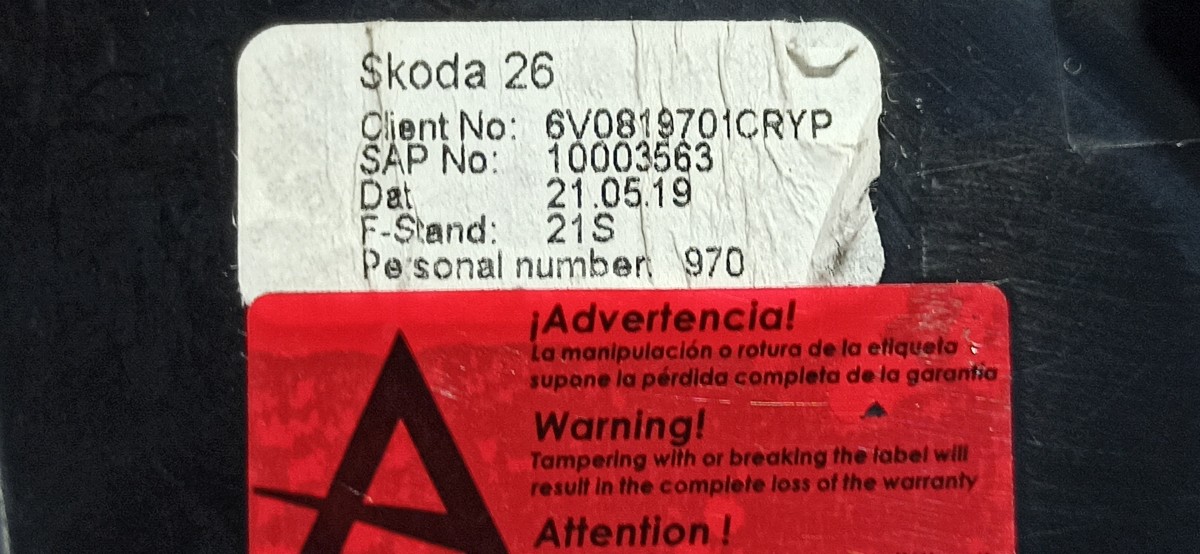 Skoda 26
Client No: 6V0819701CRYP
SAP No: 10003563
Dat 21.05.19
F-Stand: 21S
Personal number: 970
¡Advertencia!
La manipulación o rotura de la etiqueta
supone la pérdida completa de la garantía
Warning!
Tampering with or breaking the label will
result in the complete loss of the warranty
Attention !